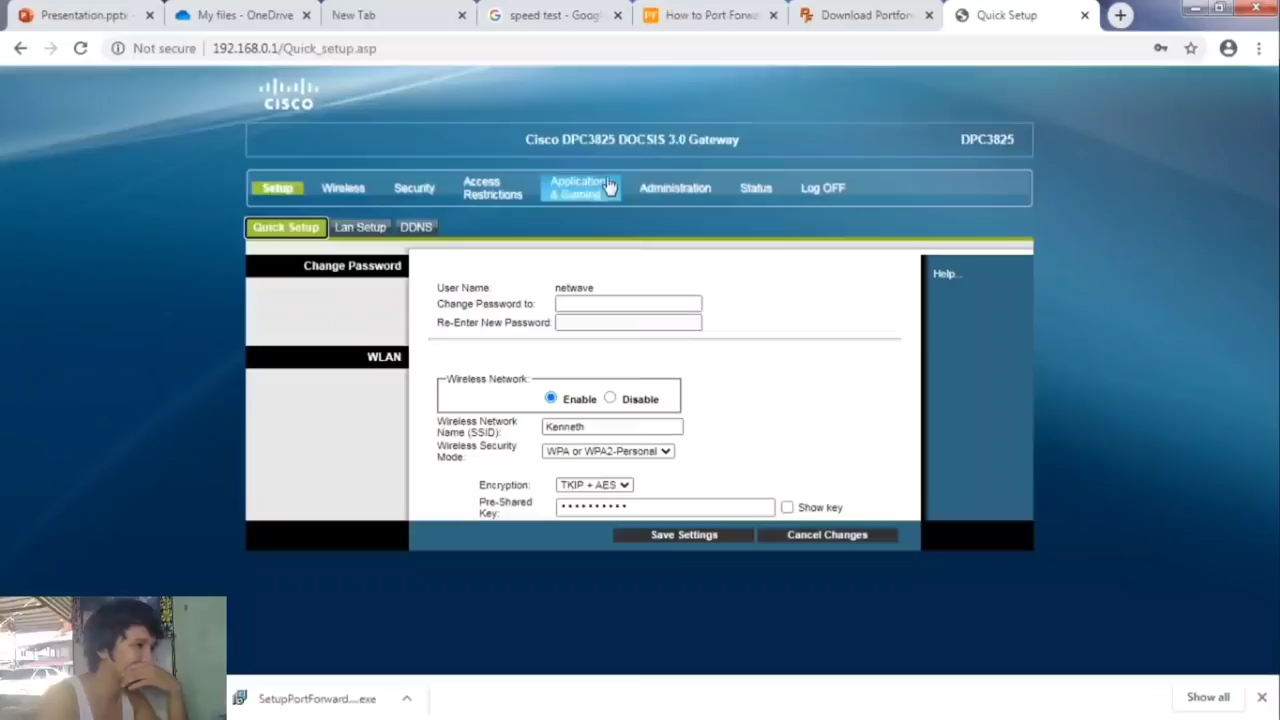 Presentation.pptx
My files - OneDrive
New Tab
speed test - Goog
How to Port Forwa
Download Portfor
Quick Setup
Not secure
192.168.0.1/Quick_setup.asp
CISCO
Cisco DPC3825 DOCSIS 3.0 Gateway
DPC3825
Setup
Wireless
Security
Access
Restrictions
Applications
& Gaming
Administration
Status
Log OFF
Quick Setup
Lan Setup
DDNS
Change Password
Help...
User Name:
netwave
Change Password to:
Re-Enter New Password:
WLAN
Wireless Network:
Enable
Disable
Wireless Network
Name (SSID):
Kenneth
Wireless Security
Mode:
WPA or WPA2-Personal
Encryption:
TKIP + AES
Pre-Shared
Key:
Show key
Save Settings
Cancel Changes
SetupPortForward....exe
Show all